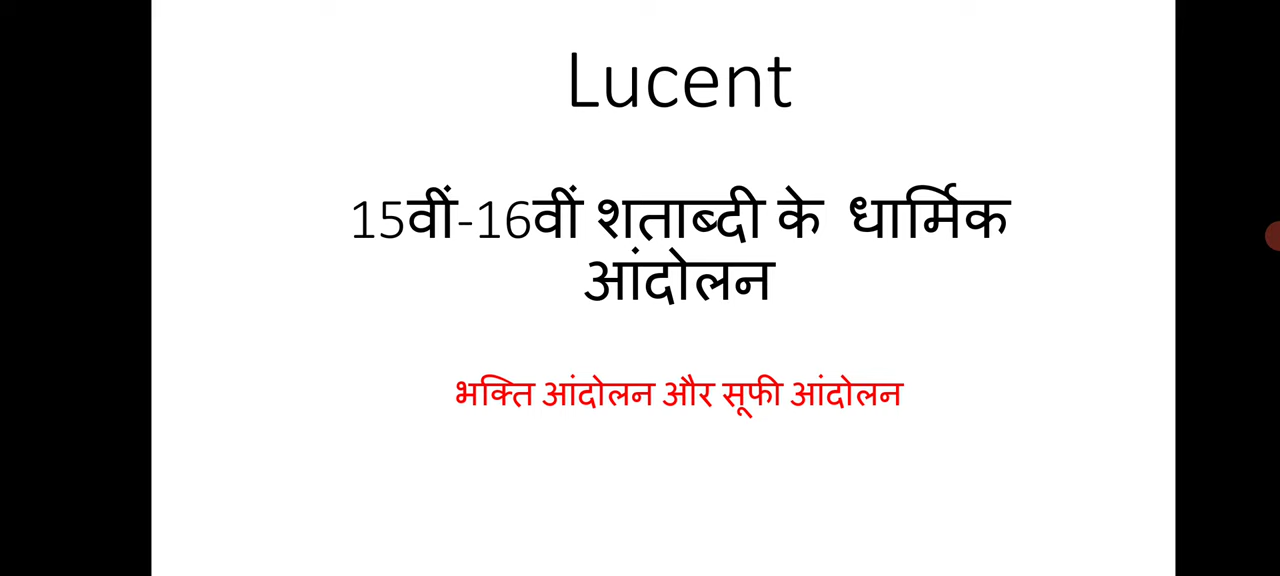 Lucent
15वीं-16वीं शताब्दी के धार्मिक
आंदोलन
भक्ति आंदोलन और सूफी आंदोलन